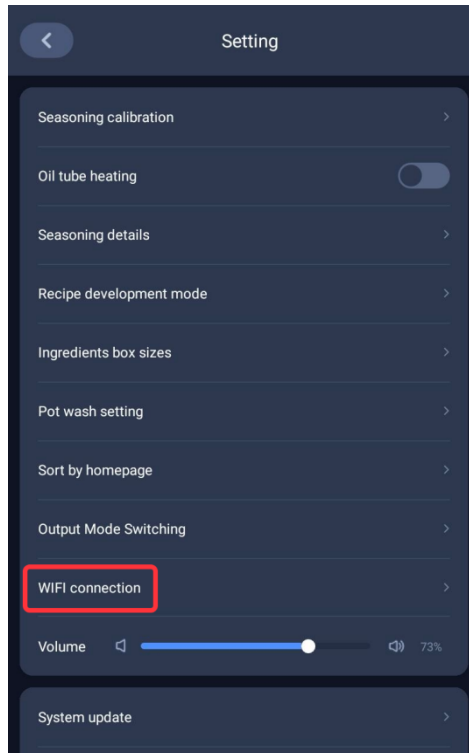 Setting
Seasoning calibration
Oil tube heating
Seasoning details
Recipe development mode
Ingredients box sizes
Pot wash setting
Sort by homepage
Output Mode Switching
WIFI connection
Volume 73%
System update